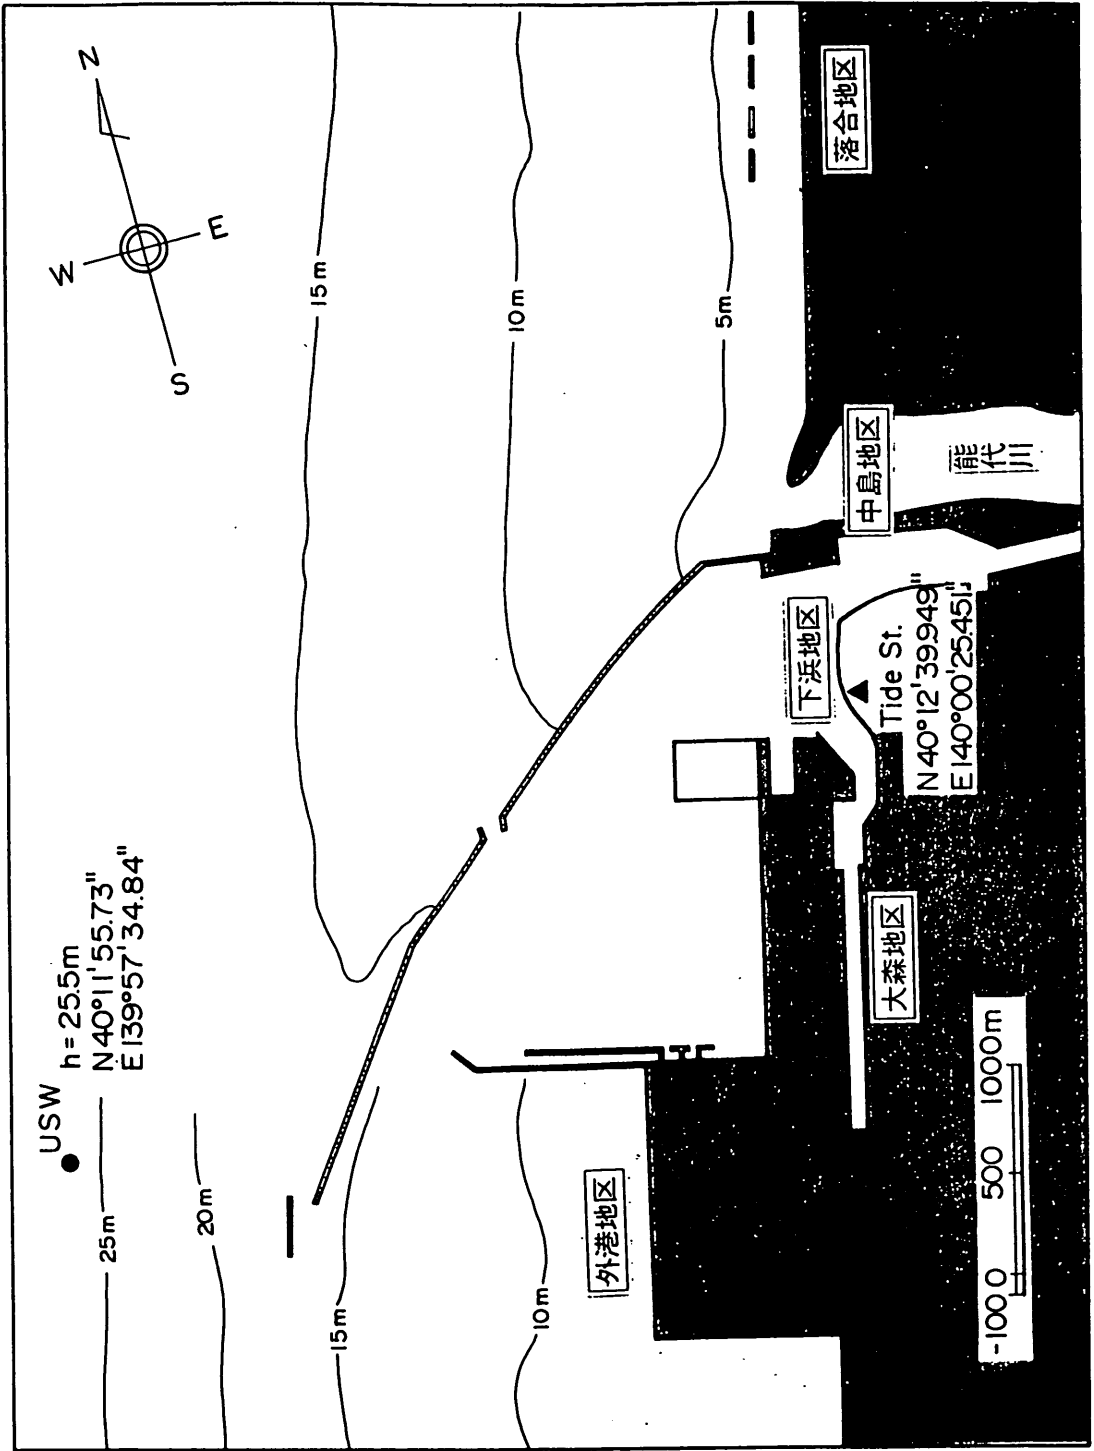 USW
h=25.5m
N40°11'55.73"
E139°57'34.84"
N
W
E
S
25m
20m
15m
15m
10m
10m
5m
外港地区
大森地区
下浜地区
中島地区
落合地区
能代川
Tide St.
N40°12'39.949"
E140°00'25.451"
-100 0 500 1000m